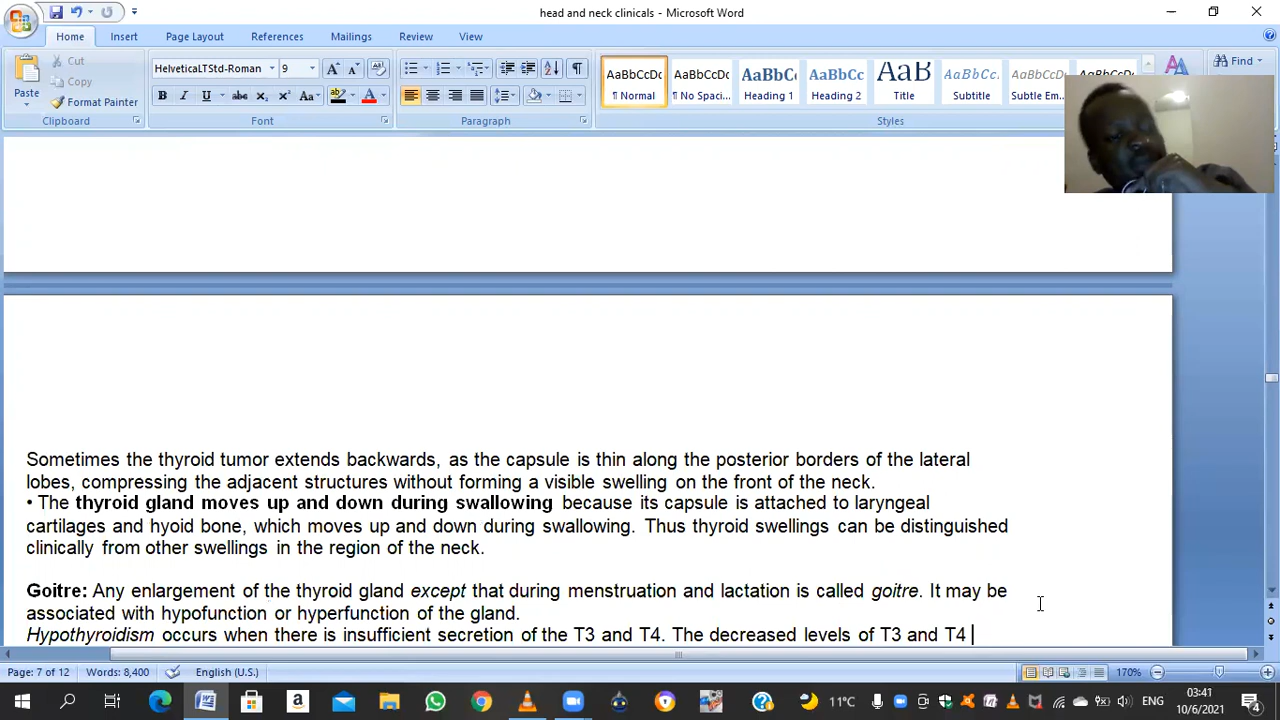 head and neck clinicals - Microsoft Word
Home Insert Page Layout References Mailings Review View
Paste
Cut
Copy
Format Painter
Clipboard
HelveticaLTStd-Roman 9
Font
Paragraph
AaBbCcDc AaBbCcDc AaBbCc AaBbCc AaB AaBbCc. AaBbCcDc AaBbCcDc
¶ Normal ¶ No Spaci... Heading 1 Heading 2 Title Subtitle Subtle Em...
Styles
Find
Sometimes the thyroid tumor extends backwards, as the capsule is thin along the posterior borders of the lateral
lobes, compressing the adjacent structures without forming a visible swelling on the front of the neck.
• The thyroid gland moves up and down during swallowing because its capsule is attached to laryngeal
cartilages and hyoid bone, which moves up and down during swallowing. Thus thyroid swellings can be distinguished
clinically from other swellings in the region of the neck.
Goitre: Any enlargement of the thyroid gland except that during menstruation and lactation is called goitre. It may be
associated with hypofunction or hyperfunction of the gland.
Hypothyroidism occurs when there is insufficient secretion of the T3 and T4. The decreased levels of T3 and T4
Page: 7 of 12 Words: 8,400 English (U.S.) 170%
11°C ENG 03:41
10/6/2021